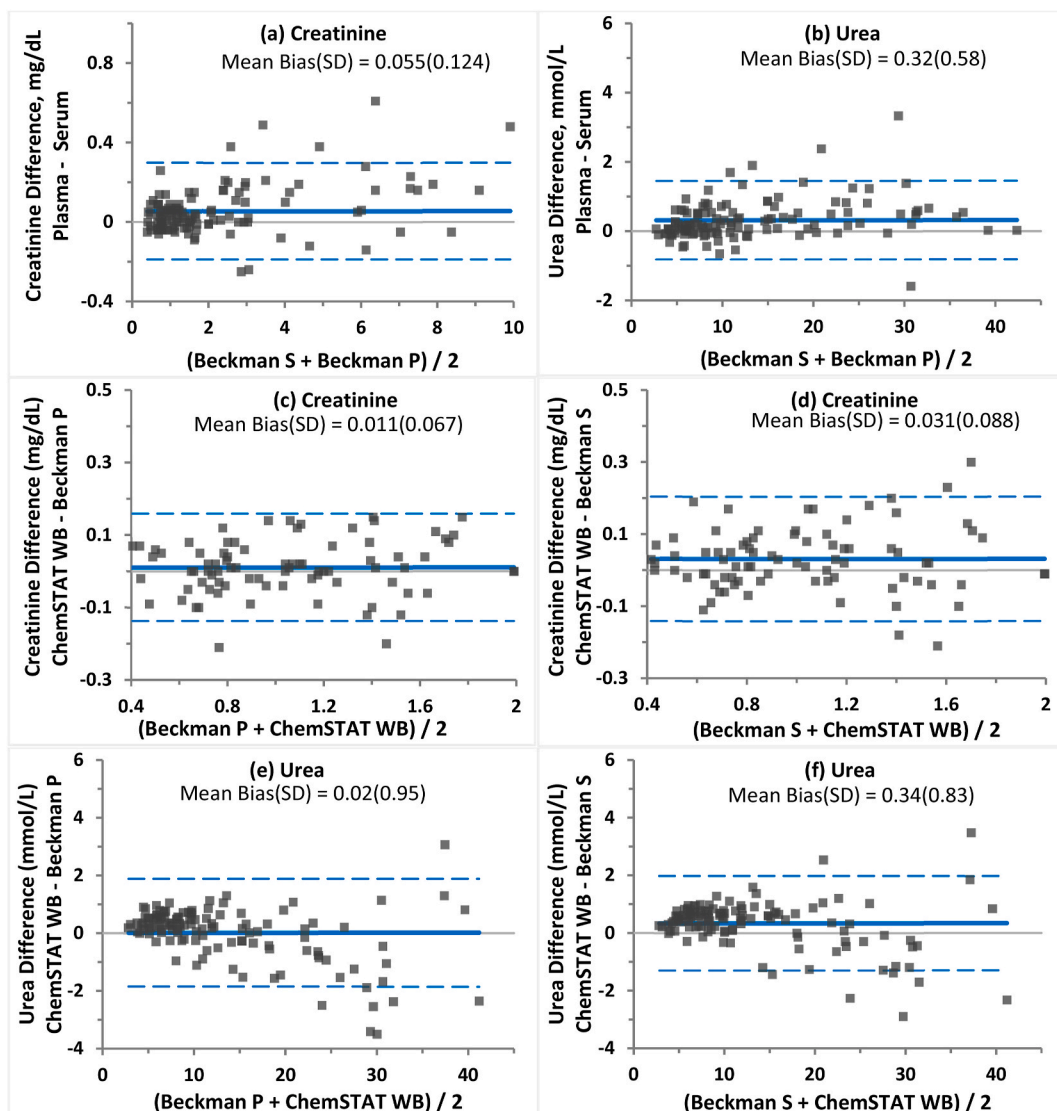 (a) Creatinine
Mean Bias(SD) = 0.055(0.124)
Creatinine Difference, mg/dL
Plasma - Serum
0.8
0.4
0
-0.4
0 2 4 6 8 10
(Beckman S + Beckman P) / 2
(b) Urea
Mean Bias(SD) = 0.32(0.58)
Urea Difference, mmol/L
Plasma - Serum
6
4
2
0
-2
0 10 20 30 40
(Beckman S + Beckman P) / 2
(c) Creatinine
Mean Bias(SD) = 0.011(0.067)
Creatinine Difference (mg/dL)
ChemSTAT WB - Beckman P
0.5
0.3
0.1
-0.1
-0.3
0.4 0.8 1.2 1.6 2
(Beckman P + ChemSTAT WB) / 2
(d) Creatinine
Mean Bias(SD) = 0.031(0.088)
Creatinine Difference (mg/dL)
ChemSTAT WB - Beckman S
0.5
0.3
0.1
-0.1
-0.3
0.4 0.8 1.2 1.6 2
(Beckman S + ChemSTAT WB) / 2
(e) Urea
Mean Bias(SD) = 0.02(0.95)
Urea Difference (mmol/L)
ChemSTAT WB - Beckman P
6
4
2
0
-2
-4
0 10 20 30 40
(Beckman P + ChemSTAT WB) / 2
(f) Urea
Mean Bias(SD) = 0.34(0.83)
Urea Difference (mmol/L)
ChemSTAT WB - Beckman S
6
4
2
0
-2
-4
0 10 20 30 40
(Beckman S + ChemSTAT WB) / 2